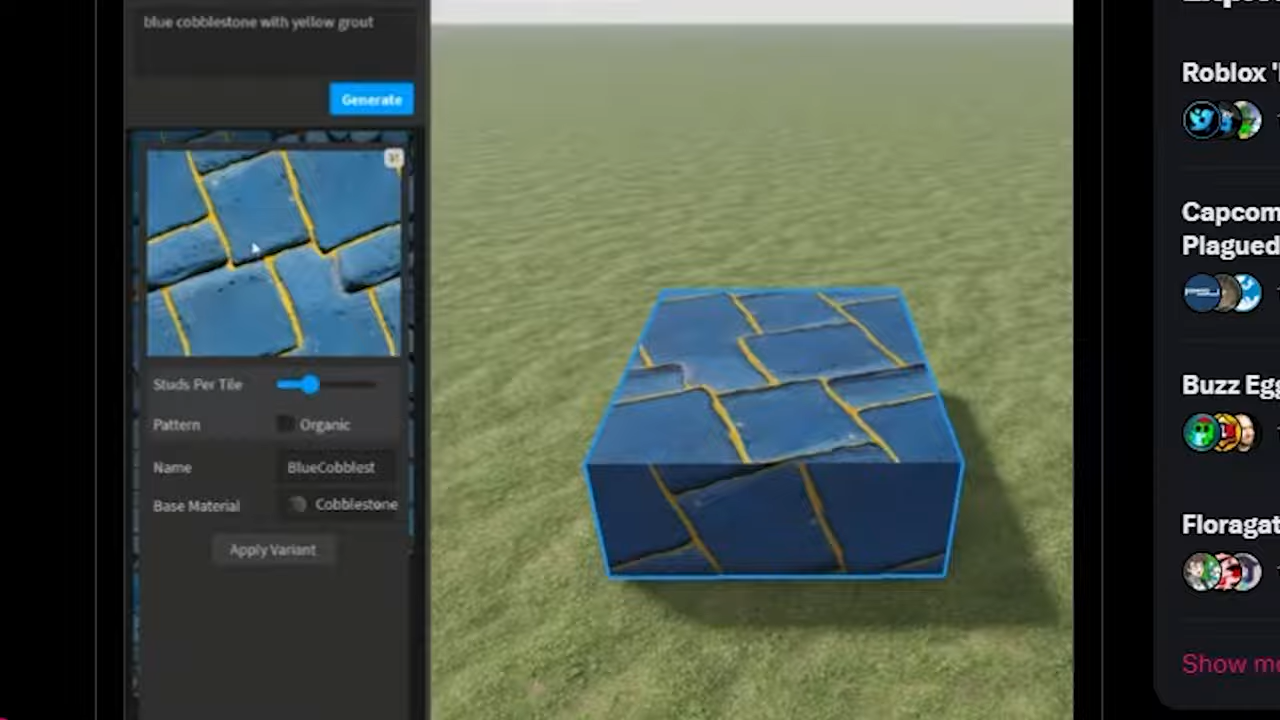 blue cobblestone with yellow grout
Generate
Studs Per Tile
Pattern
Organic
Name
BlueCobblest
Base Material
Cobblestone
Apply Variant
Roblox
Capcom
Plagued
Buzz Egg
Floragat
Show